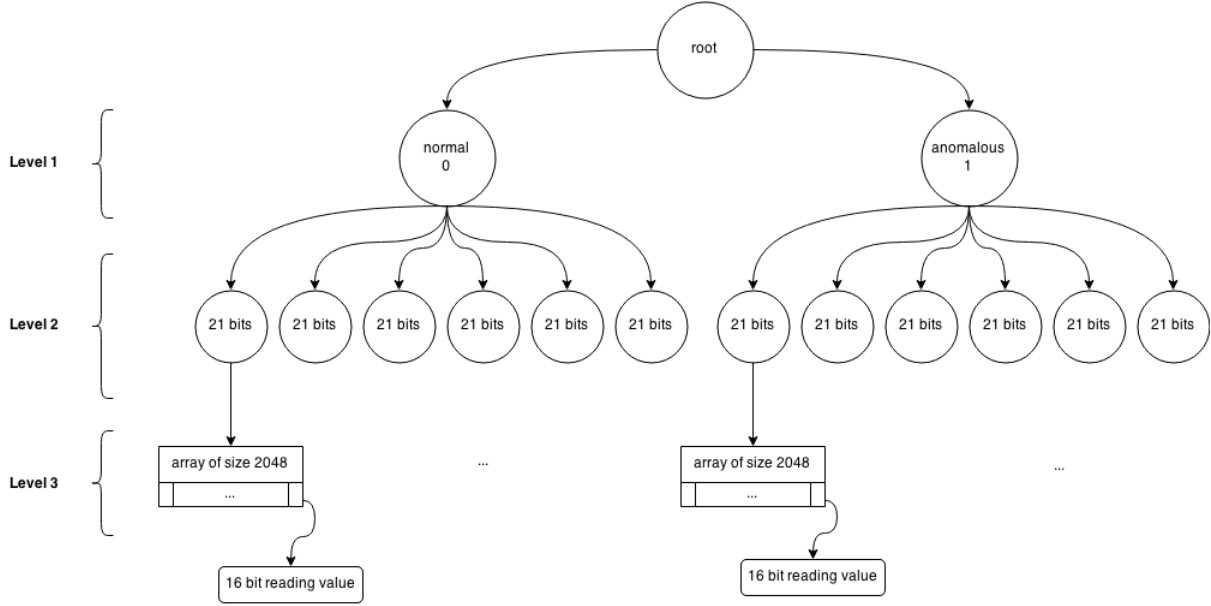 root
Level 1
normal
0
anomalous
1
Level 2
21 bits
21 bits
21 bits
21 bits
21 bits
21 bits
21 bits
21 bits
21 bits
21 bits
21 bits
21 bits
Level 3
array of size 2048
...
...
array of size 2048
...
...
16 bit reading value
16 bit reading value